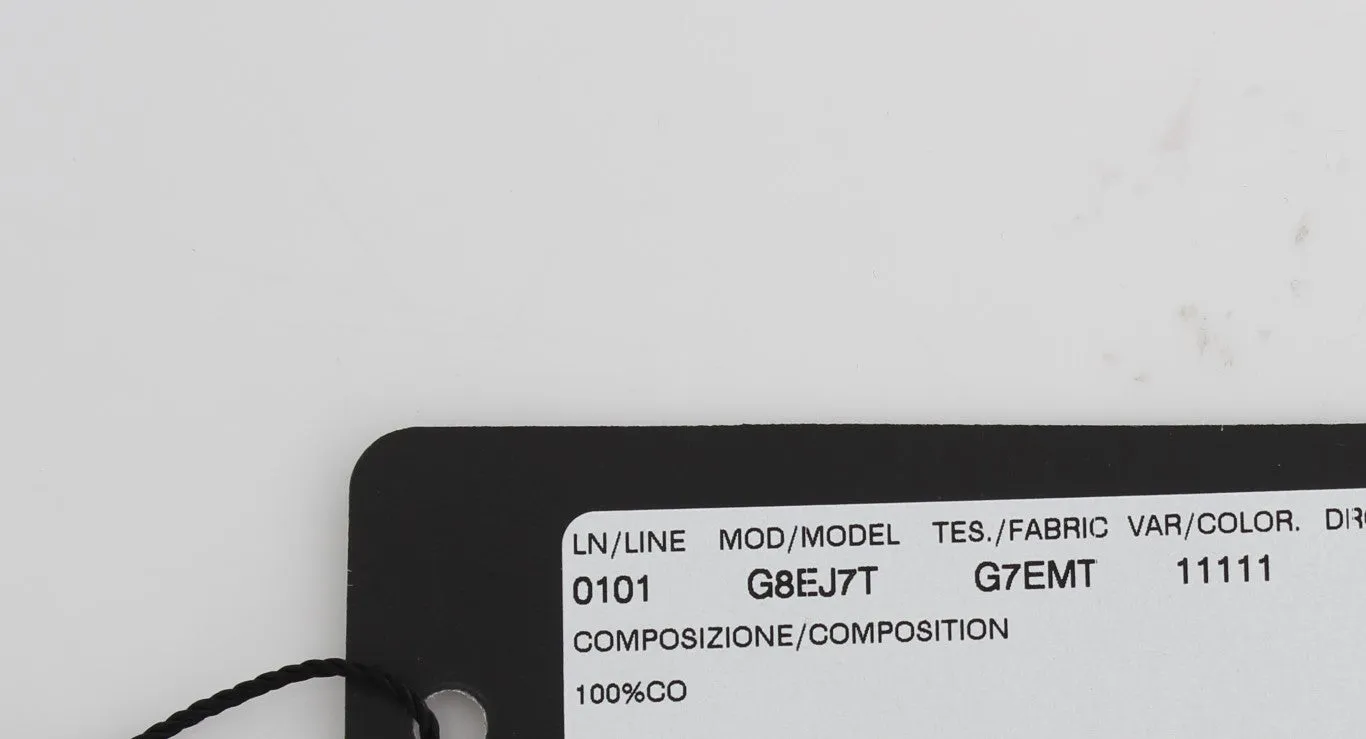 LN/LINE MOD/MODEL TES./FABRIC VAR/COLOR.
0101 G8EJ7T G7EMT 11111
COMPOSIZIONE/COMPOSITION
100%CO